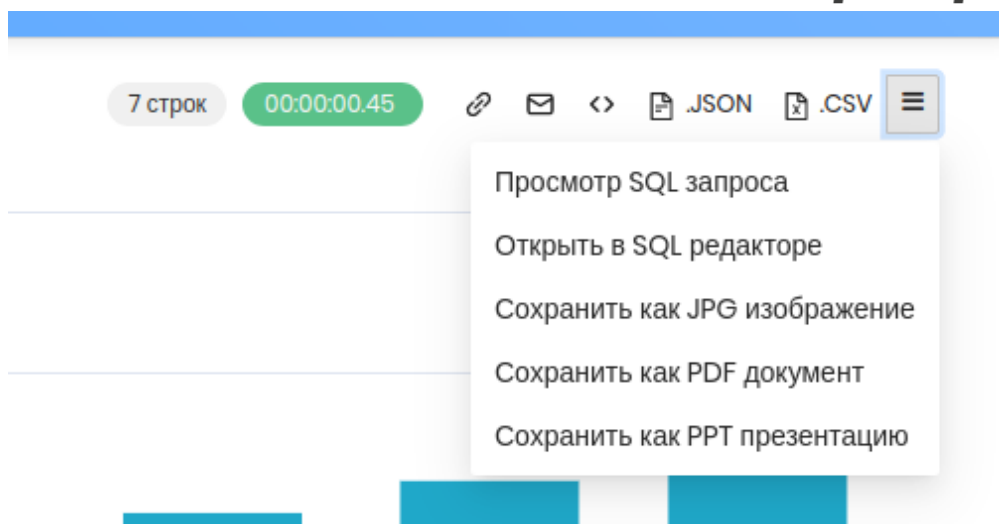 7 строк 00:00:00.45 .JSON .CSV
Просмотр SQL запроса
Открыть в SQL редакторе
Сохранить как JPG изображение
Сохранить как PDF документ
Сохранить как PPT презентацию